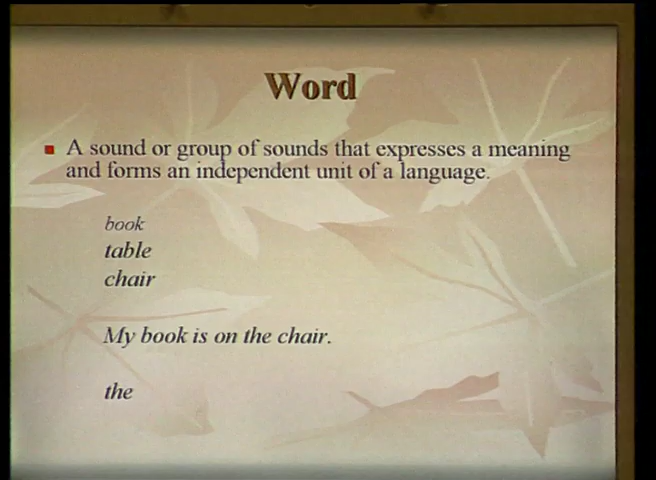 Word
A sound or group of sounds that expresses a meaning
and forms an independent unit of a language.
book
table
chair
My book is on the chair.
the